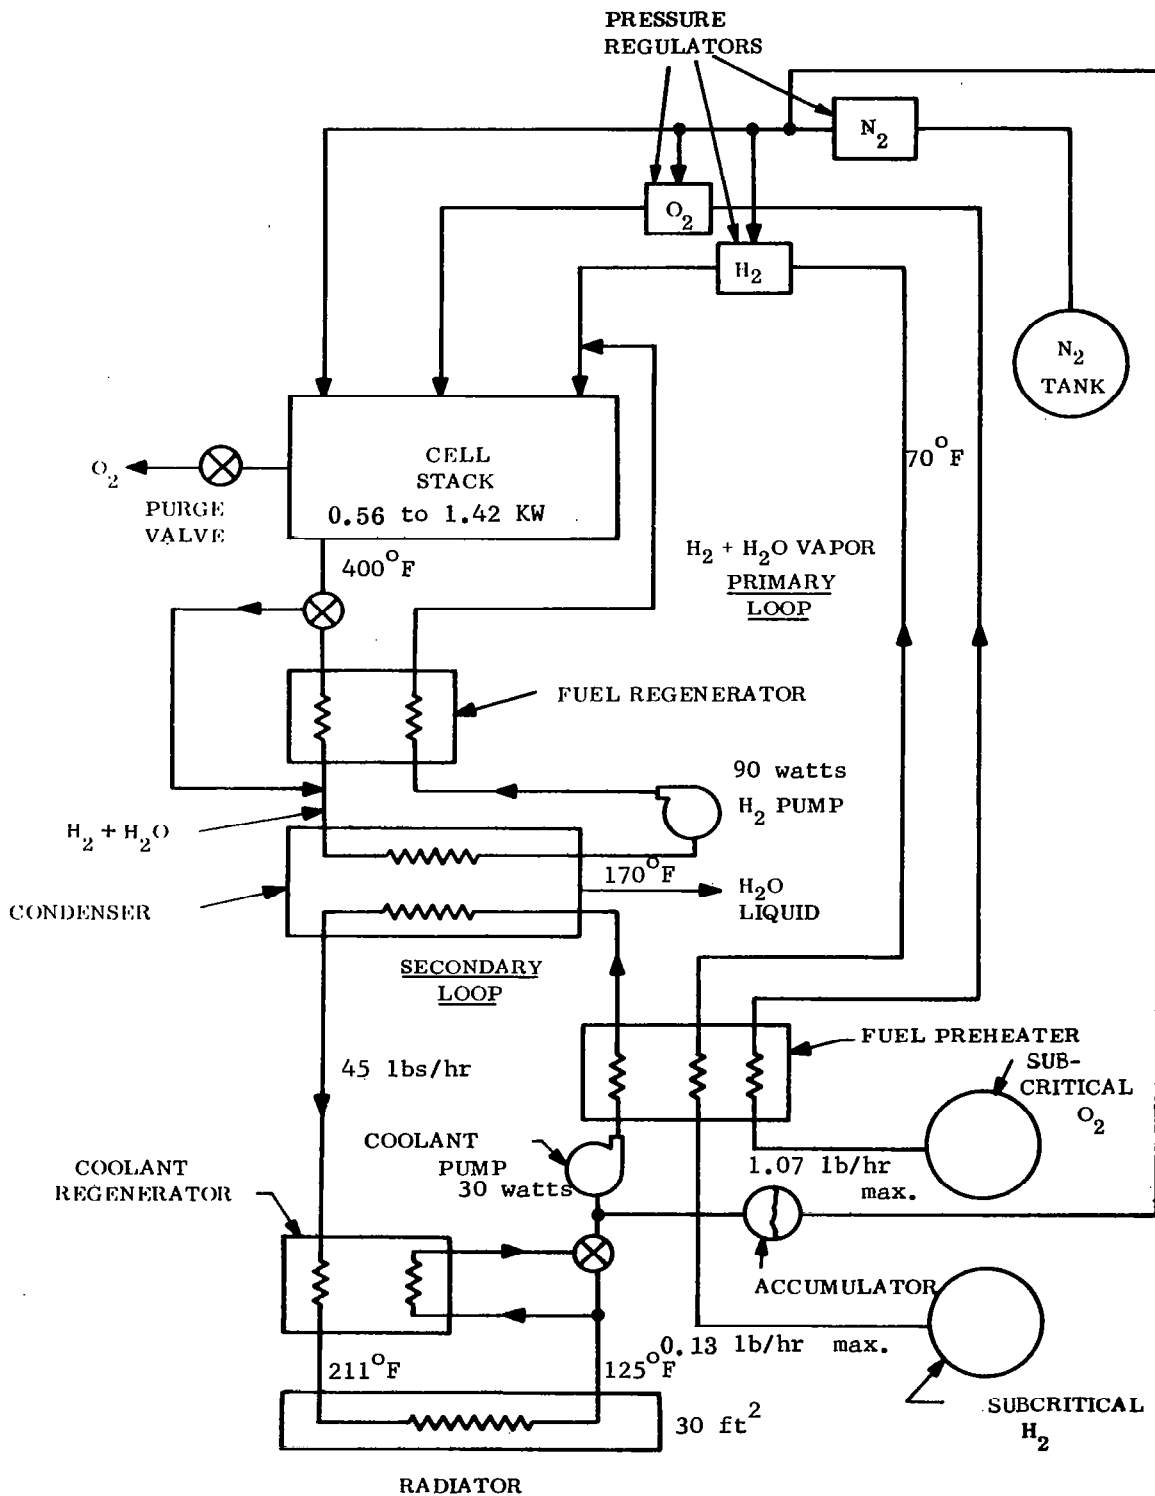 PRESSURE
REGULATORS
N2
O2
H2
N2
TANK
CELL
STACK
0.56 to 1.42 KW
O2
PURGE
VALVE
70°F
400°F
H2 + H2O VAPOR
PRIMARY
LOOP
FUEL REGENERATOR
90 watts
H2 PUMP
H2 + H2O
170°F
H2O
LIQUID
CONDENSER
SECONDARY
LOOP
45 lbs/hr
FUEL PREHEATER
SUB-
CRITICAL
O2
COOLANT
PUMP
30 watts
1.07 lb/hr
max.
COOLANT
REGENERATOR
ACCUMULATOR
0.13 lb/hr max.
211°F
125°F
30 ft2
SUBCRITICAL
H2
RADIATOR